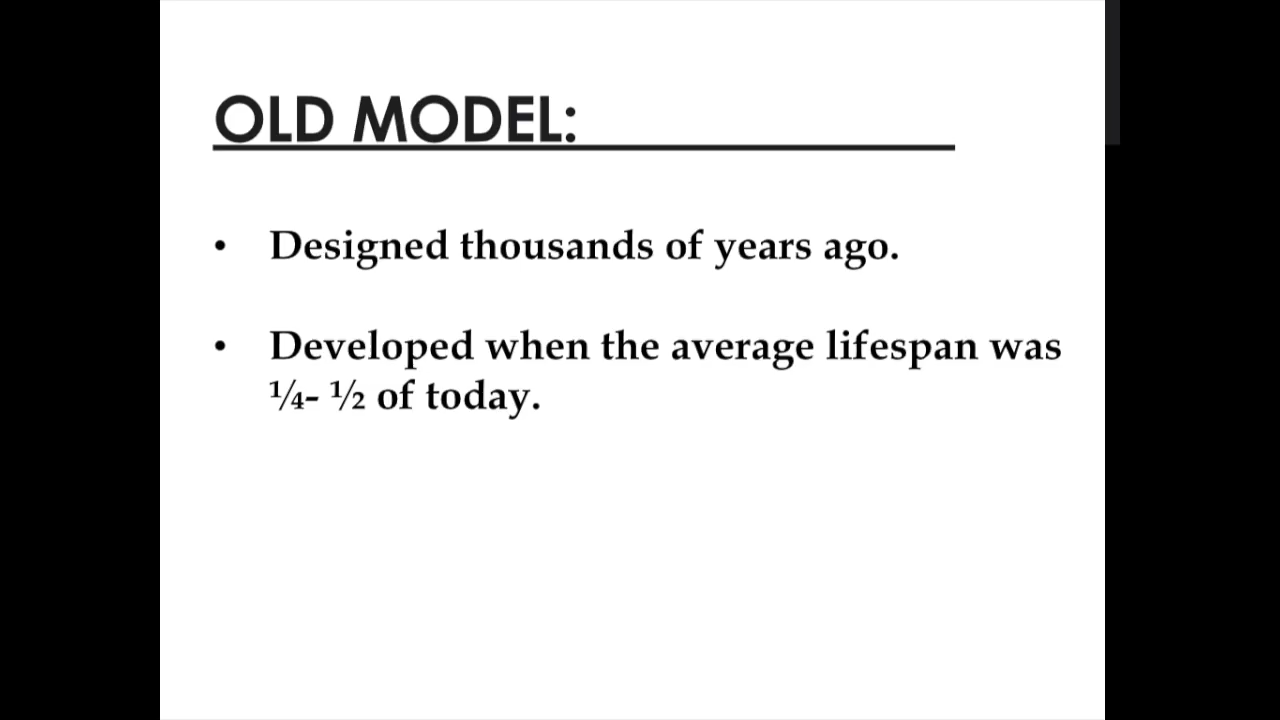 OLD MODEL:
• Designed thousands of years ago.
• Developed when the average lifespan was
¼- ½ of today.